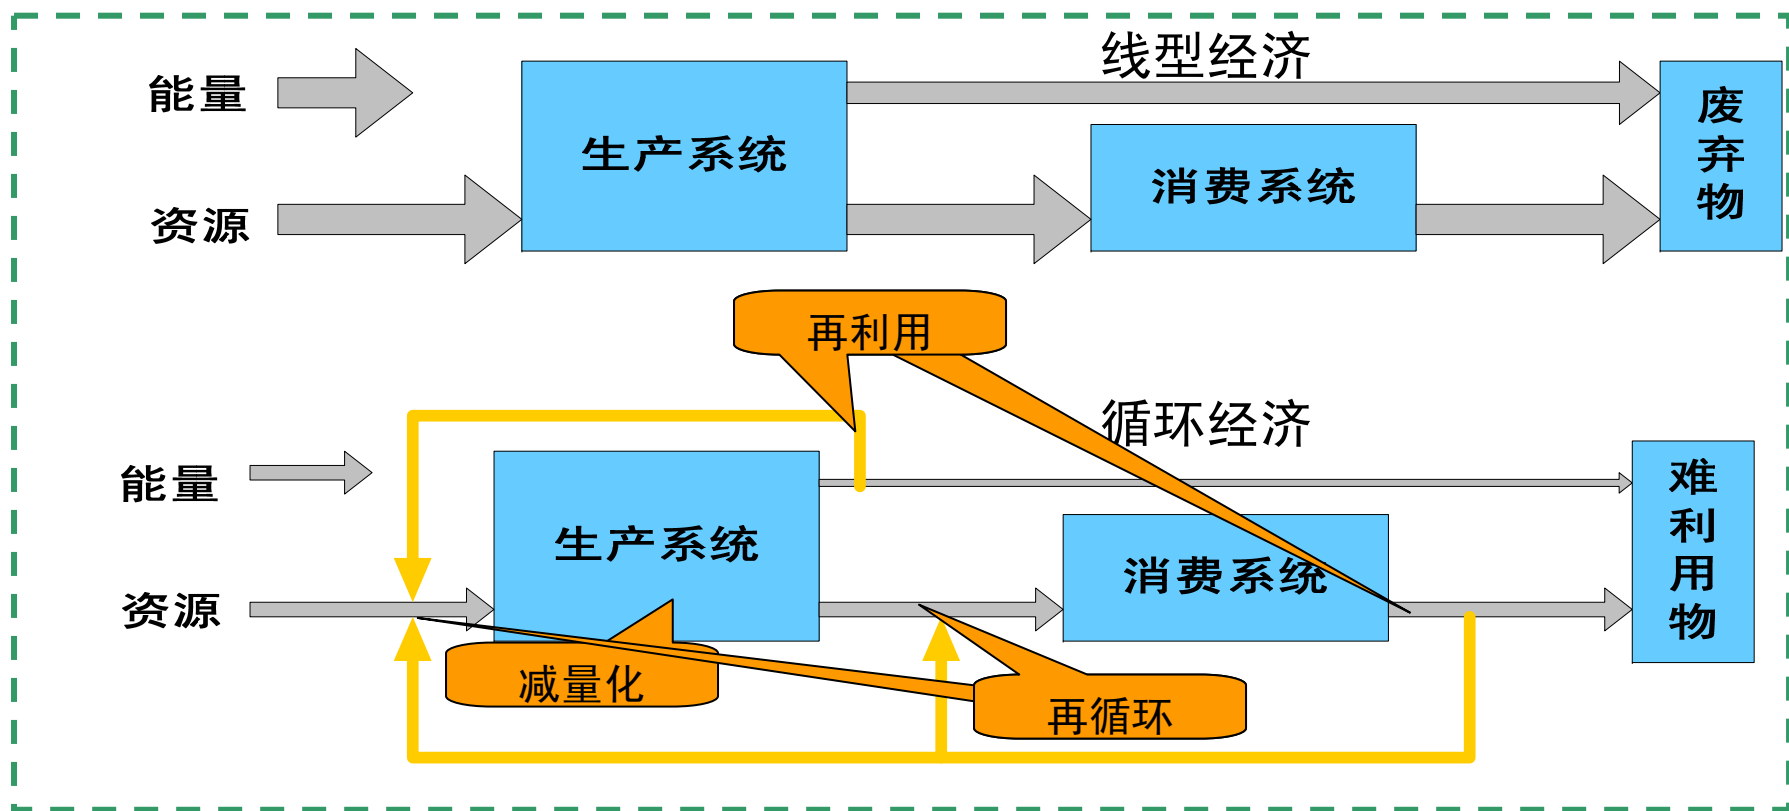 线型经济
能量
生产系统
废弃物
消费系统
资源
再利用
循环经济
能量
生产系统
难利用物
消费系统
资源
减量化
再循环